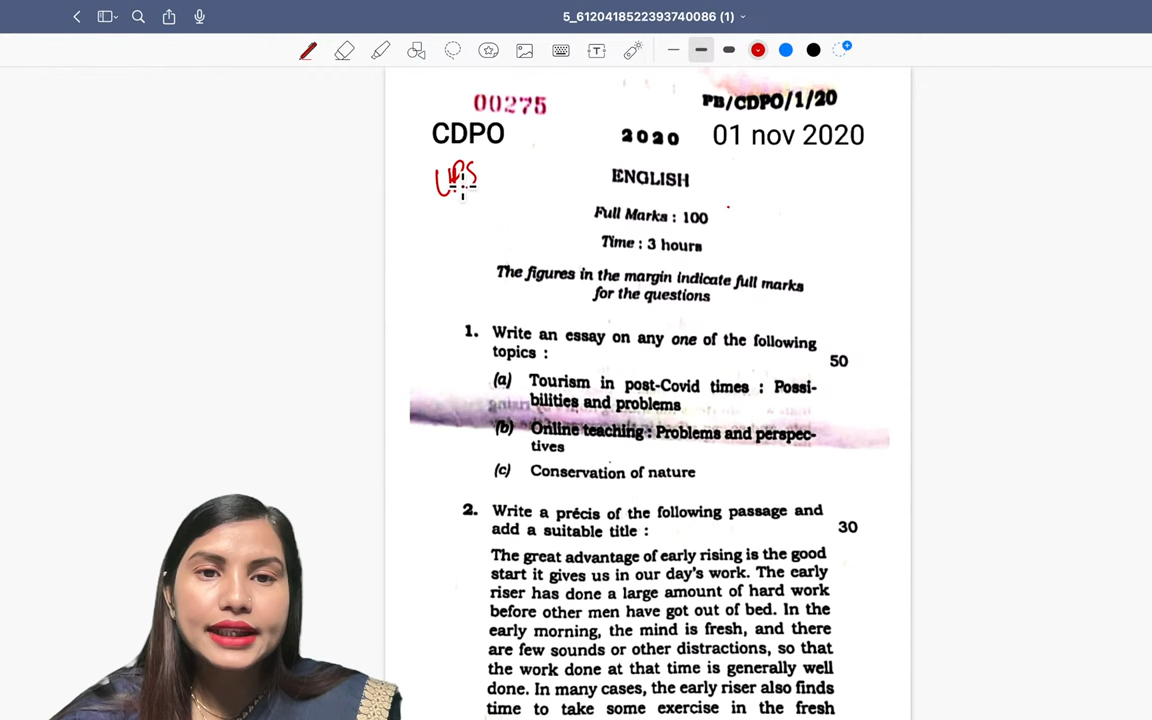 5_6120418522393740086 (1)
00275
PB/CDPO/1/20
CDPO
2020
01 nov 2020
UPS
ENGLISH
Full Marks : 100
Time : 3 hours
The figures in the margin indicate full marks
for the questions
1. Write an essay on any one of the following
topics :
50
(a) Tourism in post-Covid times : Possi-
bilities and problems
(b) Online teaching : Problems and perspec-
tives
(c) Conservation of nature
2. Write a précis of the following passage and
add a suitable title :
30
The great advantage of early rising is the good
start it gives us in our day's work. The early
riser has done a large amount of hard work
before other men have got out of bed. In the
early morning, the mind is fresh, and there
are few sounds or other distractions, so that
the work done at that time is generally well
done. In many cases, the early riser also finds
time to take some exercise in the fresh